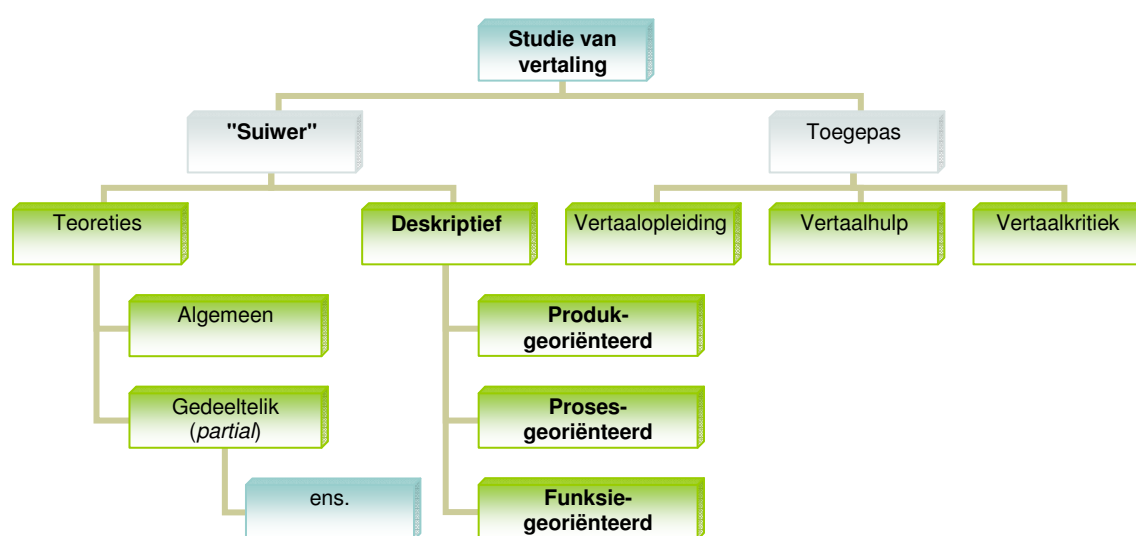 Studie van
vertaling
"Suiwer"
Toegepas
Teoreties
Deskriptief
Vertaalopleiding
Vertaalhulp
Vertaalkritiek
Algemeen
Produk-
georiënteerd
Gedeeltelik
(partial)
Proses-
georiënteerd
ens.
Funksie-
georiënteerd